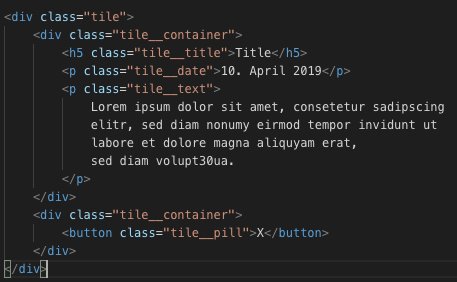 <div class="tile">
<div class="tile__container">
<h5 class="tile__title">Title</h5>
<p class="tile__date">10. April 2019</p>
<p class="tile__text">
Lorem ipsum dolor sit amet, consetetur sadipscing
elitr, sed diam nonumy eirmod tempor invidunt ut
labore et dolore magna aliquyam erat,
sed diam volupt30ua.
</p>
</div>
<div class="tile__container">
<button class="tile__pill">X</button>
</div>
</div>